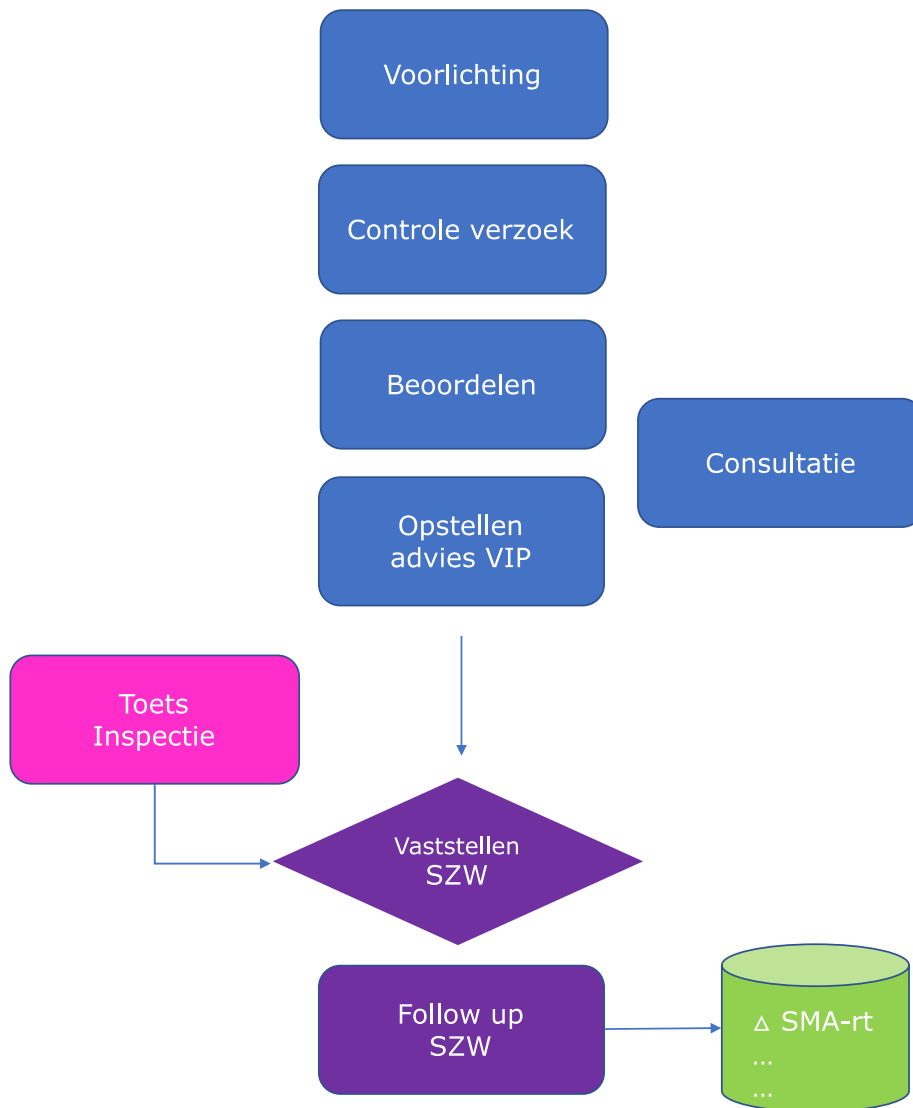 Voorlichting
Controle verzoek
Beoordelen
Consultatie
Opstellen
advies VIP
Toets
Inspectie
Vaststellen
SZW
Follow up
SZW
△ SMA-rt
...
...